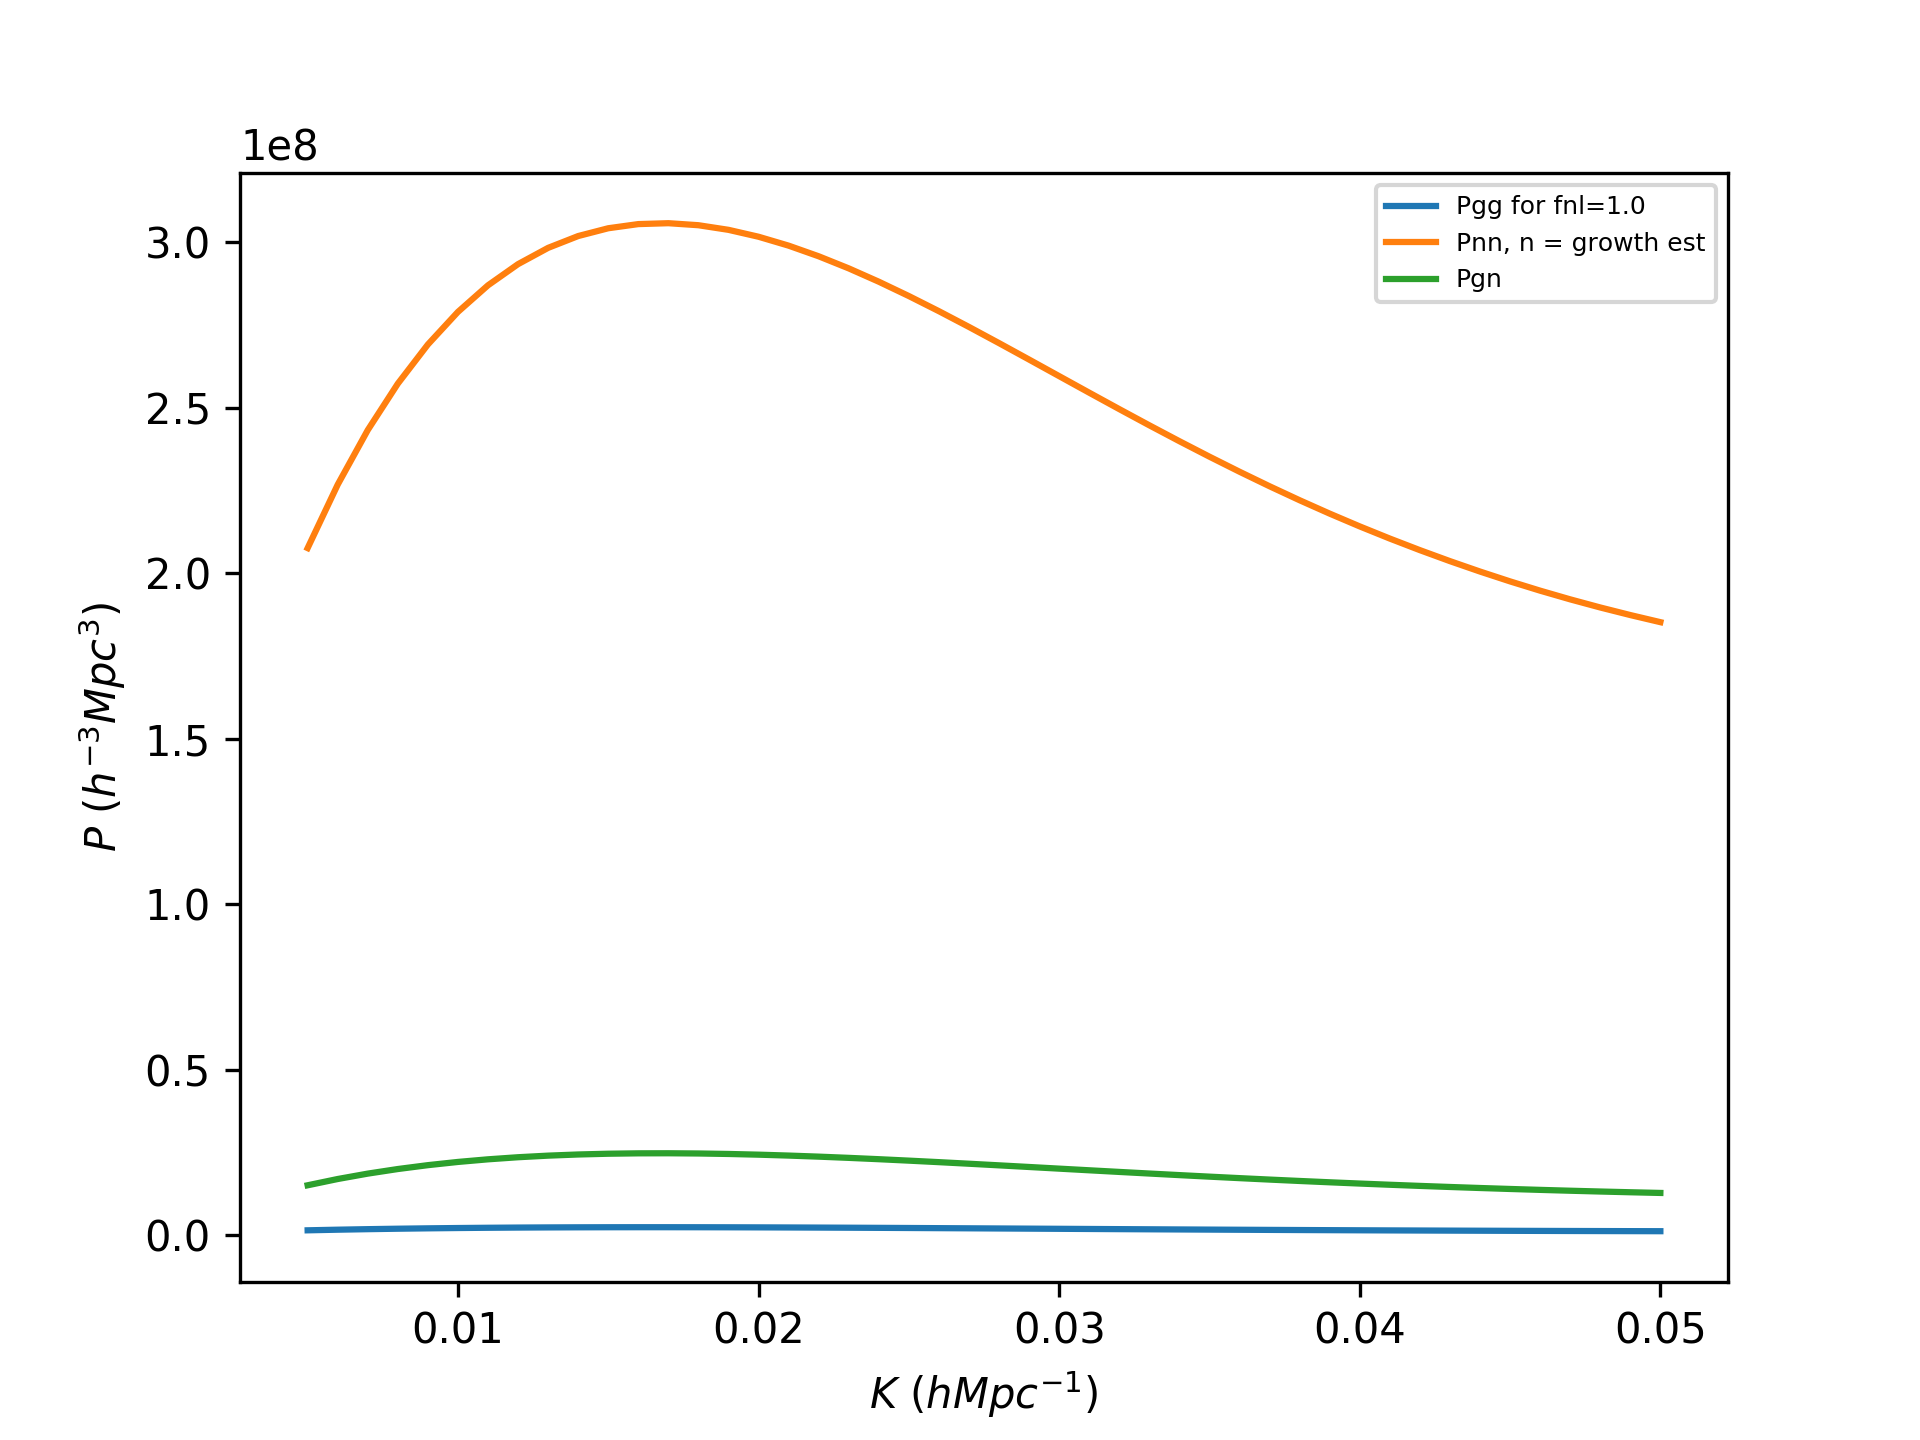 1e8
3.0
2.5
2.0
1.5
1.0
0.5
0.0
P (h⁻³Mpc³)
0.01 0.02 0.03 0.04 0.05
K (hMpc⁻¹)
Pgg for fnl=1.0
Pnn, n = growth est
Pgn